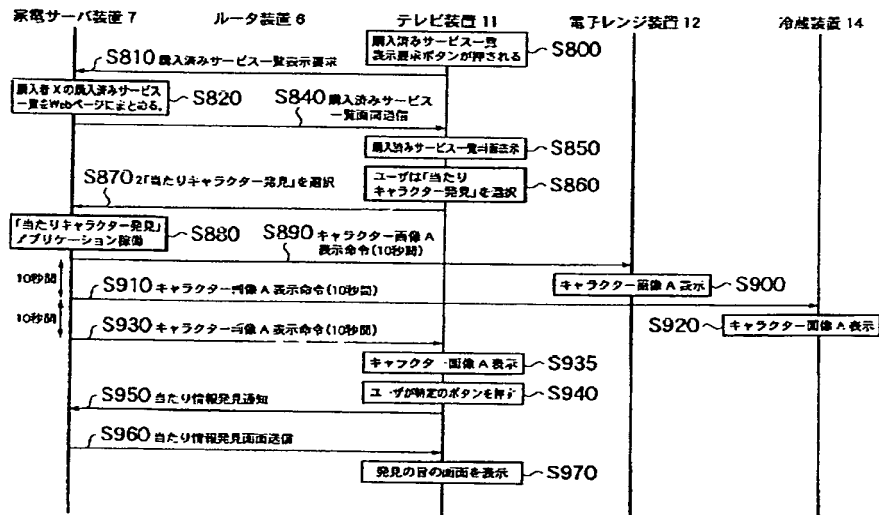 家電サーバ装置 7
ルータ装置 6
テレビ装置 11
電子レンジ装置 12
冷蔵装置 14
購入済みサービス一覧
表示要求ボタンが押される
S800
S810 購入済みサービス一覧表示要求
購入者Xの購入済みサービス
一覧をWebページにまとめる。
S820
S840 購入済みサービス
一覧画面送信
購入済みサービス一覧画面表示
S850
S870 2「当たりキャラクター発見」を選択
ユーザは「当たり
キャラクター発見」を選択
S860
「当たりキャラクター発見」
アプリケーション稼働
S880
S890 キャラクター画像A
表示命令(10秒間)
10秒間
キャラクター画像A表示
S900
S910 キャラクター画像A表示命令(10秒間)
10秒間
S920
キャラクター画像A表示
S930 キャラクター画像A表示命令(10秒間)
キャラクター画像A表示
S935
ユーザが特定のボタンを押す
S940
S950 当たり情報発見通知
S960 当たり情報発見画面送信
発見の旨の画面を表示
S970